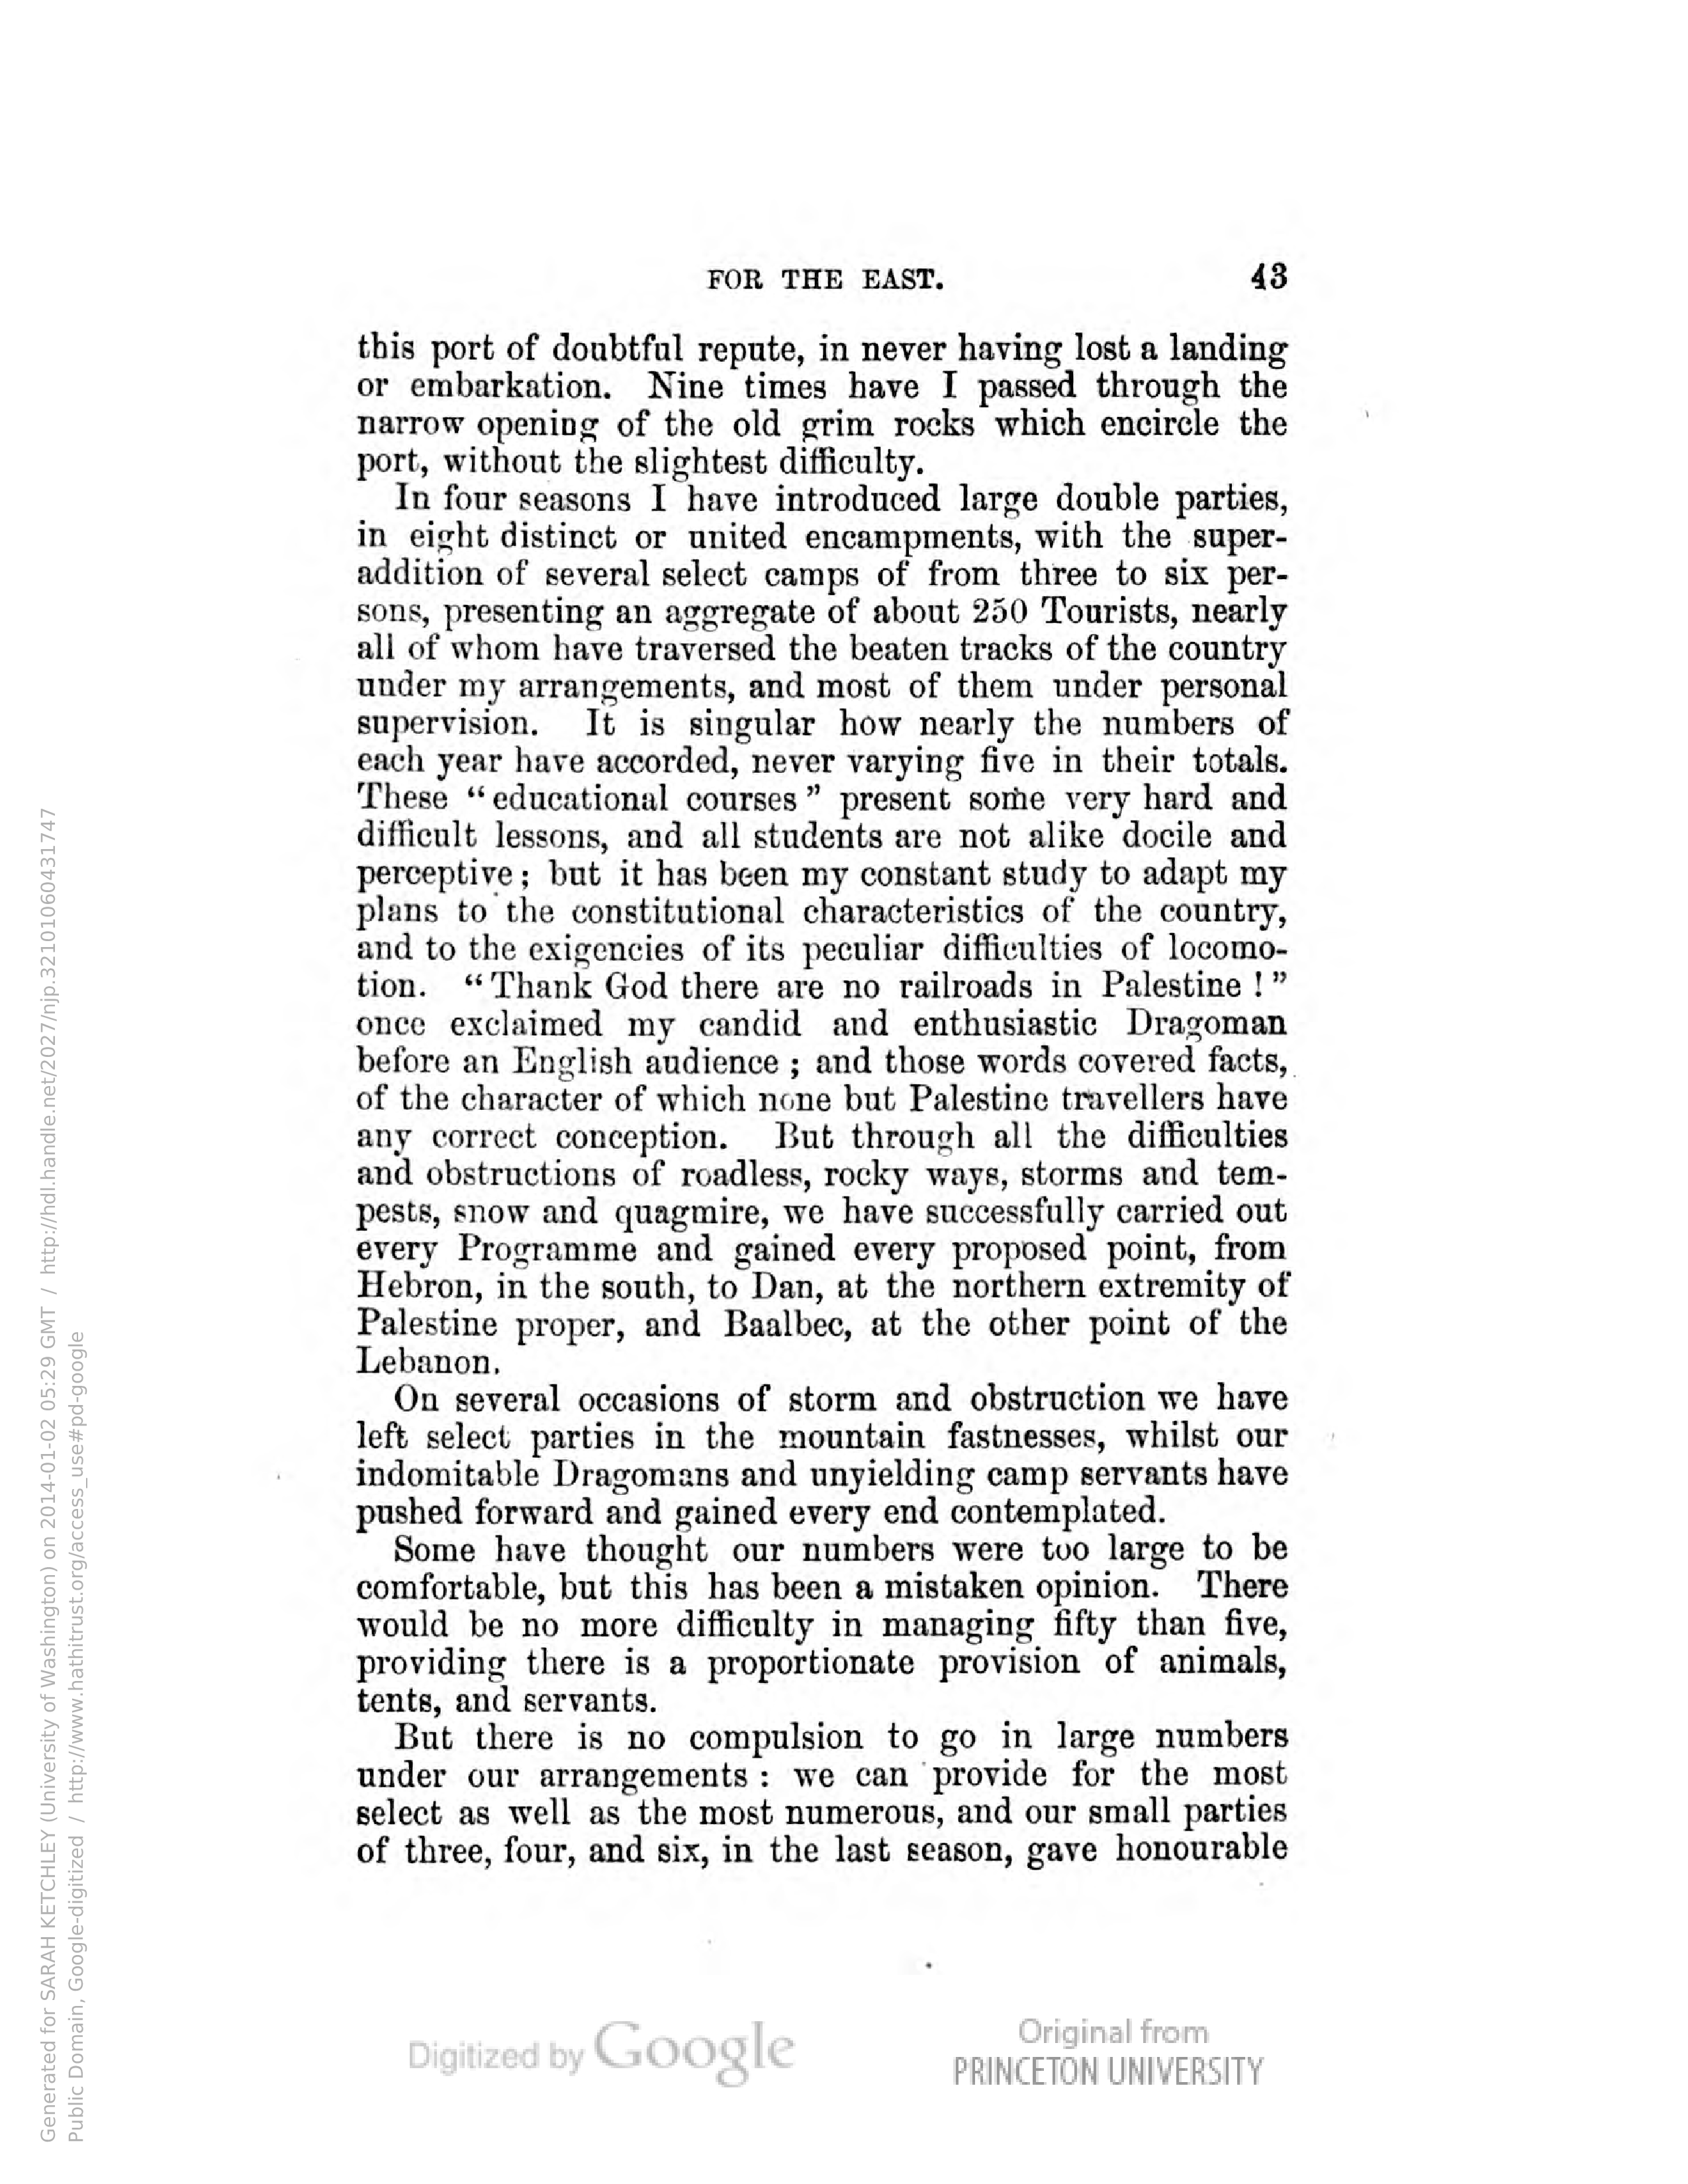 FOR THE EAST. 43
this port of doubtful repute, in never having lost a landing
or embarkation. Nine times have I passed through the
narrow opening of the old grim rocks which encircle the
port, without the slightest difficulty.
In four seasons I have introduced large double parties,
in eight distinct or united encampments, with the super-
addition of several select camps of from three to six per-
sons, presenting an aggregate of about 250 Tourists, nearly
all of whom have traversed the beaten tracks of the country
under my arrangements, and most of them under personal
supervision. It is singular how nearly the numbers of
each year have accorded, never varying five in their totals.
These “educational courses” present some very hard and
difficult lessons, and all students are not alike docile and
perceptive; but it has been my constant study to adapt my
plans to the constitutional characteristics of the country,
and to the exigencies of its peculiar difficulties of locomo-
tion. “Thank God there are no railroads in Palestine !”
once exclaimed my candid and enthusiastic Dragoman
before an English audience ; and those words covered facts,
of the character of which none but Palestine travellers have
any correct conception. But through all the difficulties
and obstructions of roadless, rocky ways, storms and tem-
pests, snow and quagmire, we have successfully carried out
every Programme and gained every proposed point, from
Hebron, in the south, to Dan, at the northern extremity of
Palestine proper, and Baalbec, at the other point of the
Lebanon.
On several occasions of storm and obstruction we have
left select parties in the mountain fastnesses, whilst our
indomitable Dragomans and unyielding camp servants have
pushed forward and gained every end contemplated.
Some have thought our numbers were too large to be
comfortable, but this has been a mistaken opinion. There
would be no more difficulty in managing fifty than five,
providing there is a proportionate provision of animals,
tents, and servants.
But there is no compulsion to go in large numbers
under our arrangements : we can provide for the most
select as well as the most numerous, and our small parties
of three, four, and six, in the last season, gave honourable
Digitized by Google
Original from
PRINCETON UNIVERSITY
Generated for SARAH KETCHLEY (University of Washington) on 2014-01-02 05:29 GMT / http://hdl.handle.net/2027/njp.32101060431747
Public Domain, Google-digitized / http://www.hathitrust.org/access_use#pd-google